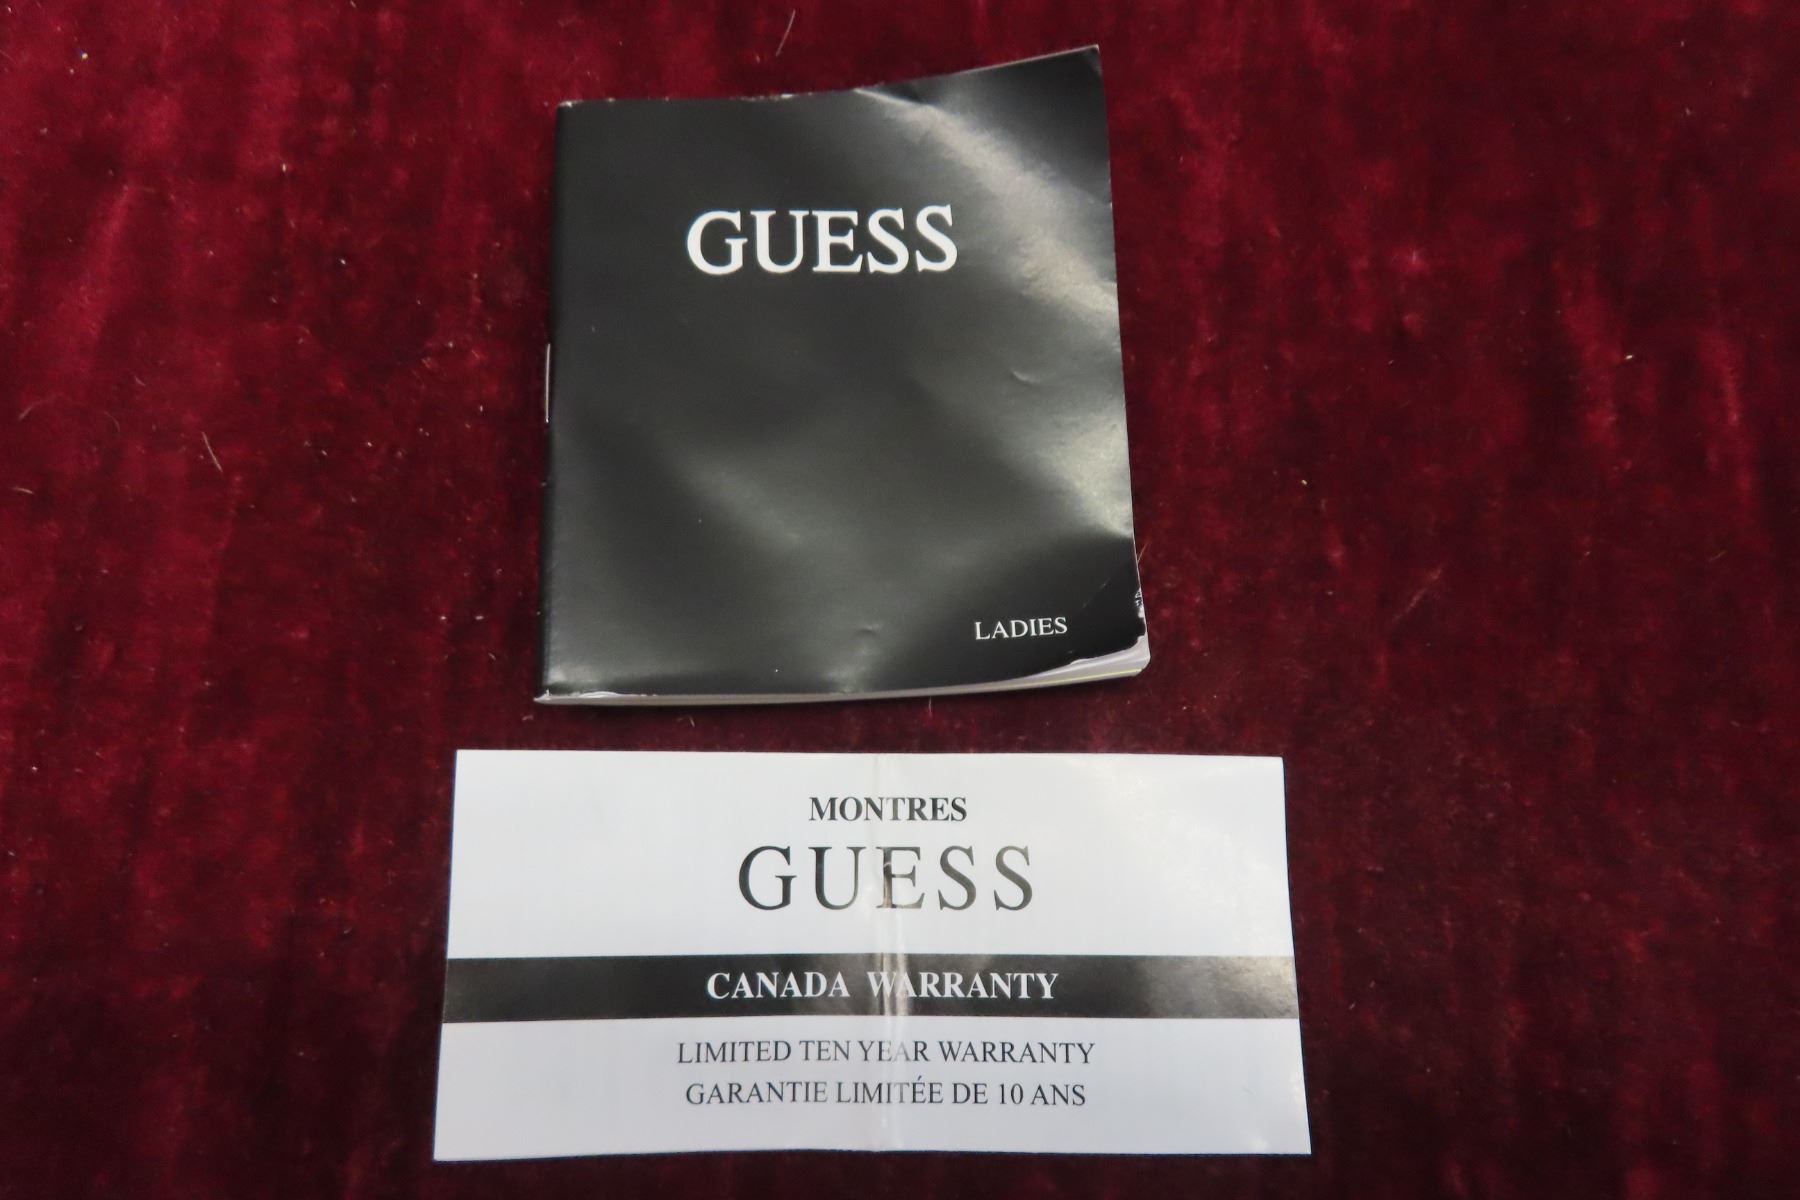 GUESS
LADIES
MONTRES
GUESS
CANADA WARRANTY
LIMITED TEN YEAR WARRANTY
GARANTIE LIMITÉE DE 10 ANS